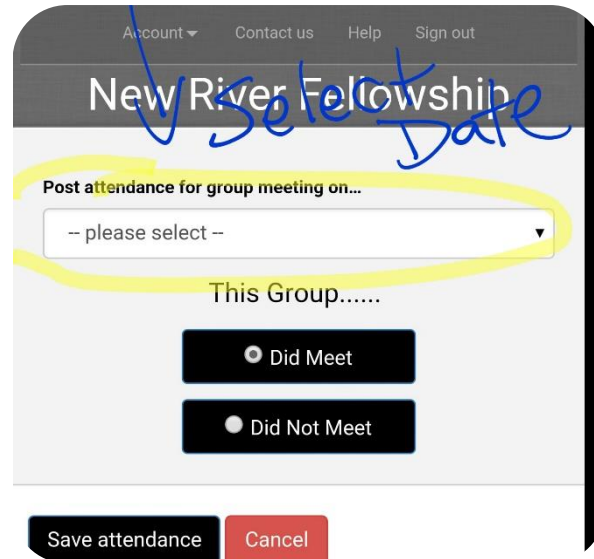 Account Contact us Help Sign out
New River Fellowship
Select
Date
Post attendance for group meeting on...
-- please select --
This Group......
Did Meet
Did Not Meet
Save attendance Cancel